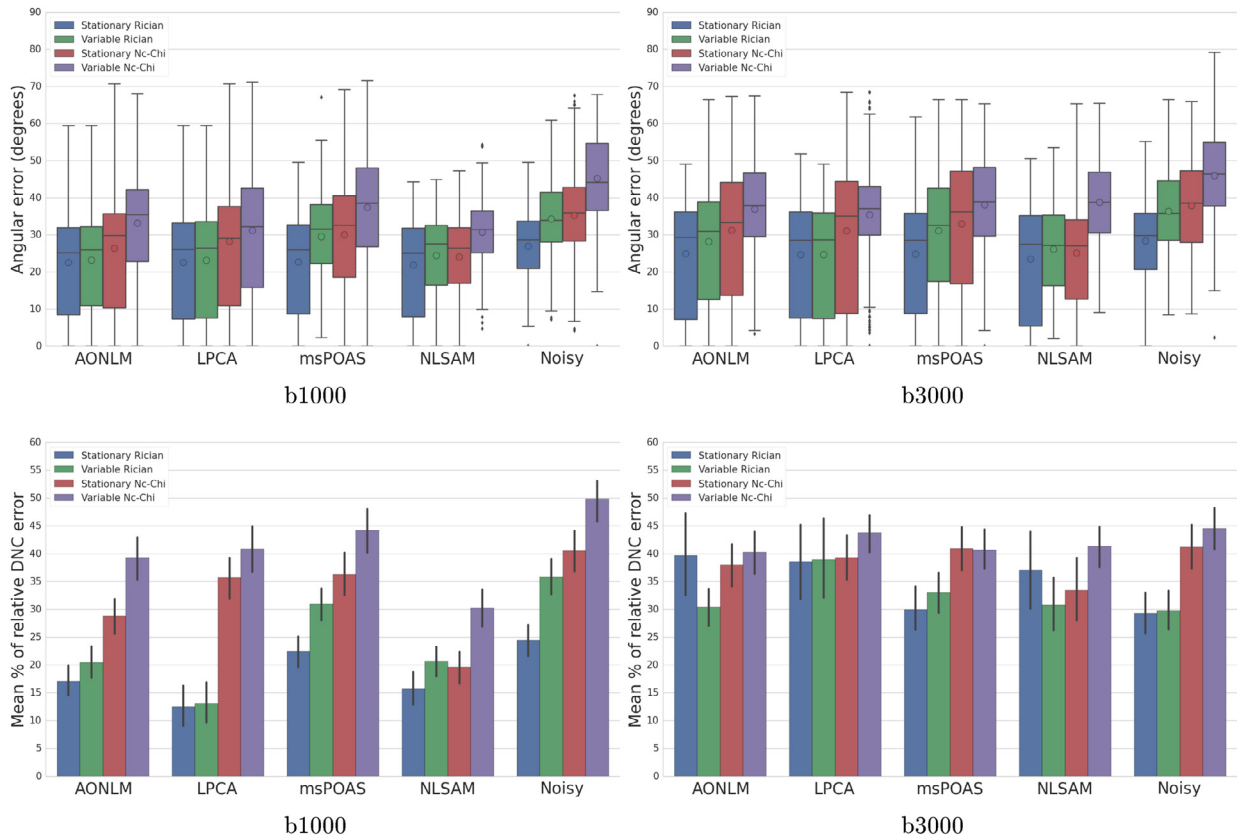 90
80
70
60
50
40
30
20
10
0
Angular error (degrees)
Stationary Rician
Variable Rician
Stationary Nc-Chi
Variable Nc-Chi
AONLM LPCA msPOAS NLSAM Noisy
b1000
90
80
70
60
50
40
30
20
10
0
Angular error (degrees)
Stationary Rician
Variable Rician
Stationary Nc-Chi
Variable Nc-Chi
AONLM LPCA msPOAS NLSAM Noisy
b3000
60
55
50
45
40
35
30
25
20
15
10
5
0
Mean % of relative DNC error
Stationary Rician
Variable Rician
Stationary Nc-Chi
Variable Nc-Chi
AONLM LPCA msPOAS NLSAM Noisy
b1000
60
55
50
45
40
35
30
25
20
15
10
5
0
Mean % of relative DNC error
Stationary Rician
Variable Rician
Stationary Nc-Chi
Variable Nc-Chi
AONLM LPCA msPOAS NLSAM Noisy
b3000